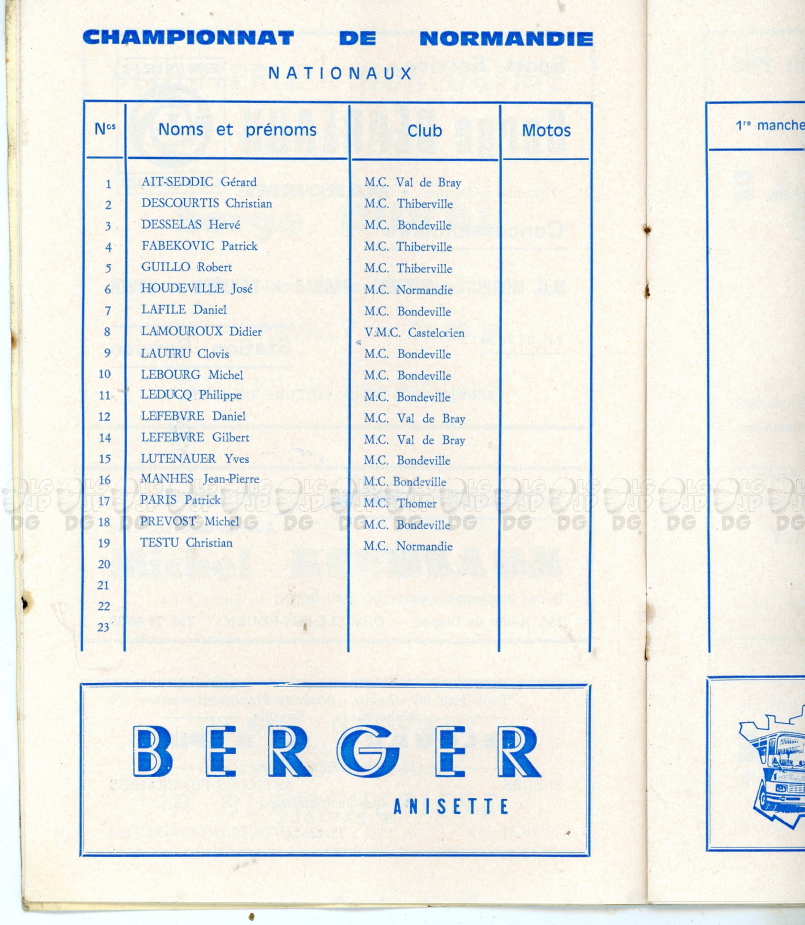 CHAMPIONNAT DE NORMANDIE
NATIONAUX
Nos Noms et prénoms Club Motos
1 AIT-SEDDIC Gérard M.C. Val de Bray
2 DESCOURTIS Christian M.C. Thiberville
3 DESSELAS Hervé M.C. Bondeville
4 FABEKOVIC Patrick M.C. Thiberville
5 GUILLO Robert M.C. Thiberville
6 HOUDEVILLE José M.C. Normandie
7 LAFILE Daniel M.C. Bondeville
8 LAMOUROUX Didier V.M.C. Castelorien
9 LAUTRU Clovis M.C. Bondeville
10 LEBOURG Michel M.C. Bondeville
11 LEDUCQ Philippe M.C. Bondeville
12 LEFEBVRE Daniel M.C. Val de Bray
14 LEFEBVRE Gilbert M.C. Val de Bray
15 LUTENAUER Yves M.C. Bondeville
16 MANHES Jean-Pierre M.C. Bondeville
17 PARIS Patrick M.C. Thomer
18 PREVOST Michel M.C. Bondeville
19 TESTU Christian M.C. Normandie
20
21
22
23
BERGER
ANISETTE
1re manche